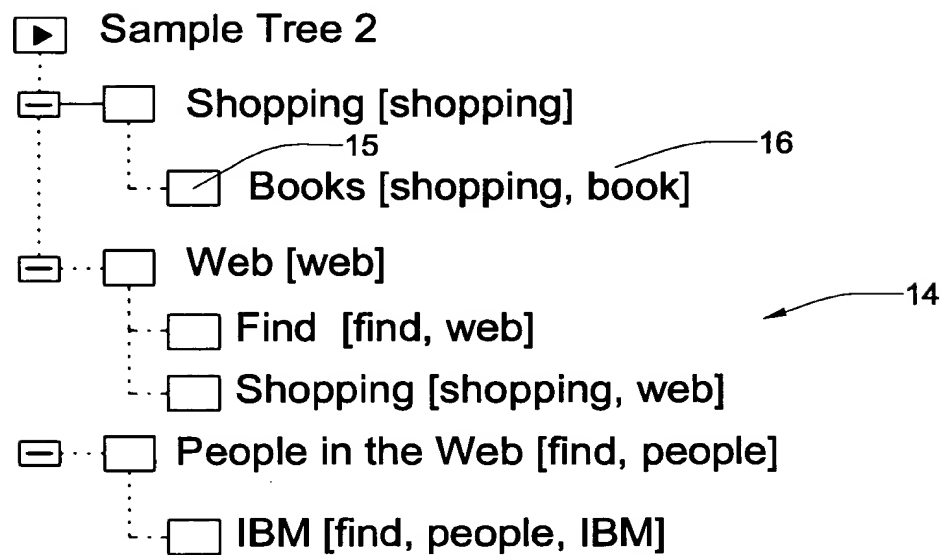 Sample Tree 2
Shopping [shopping]
15
16
Books [shopping, book]
Web [web]
14
Find [find, web]
Shopping [shopping, web]
People in the Web [find, people]
IBM [find, people, IBM]